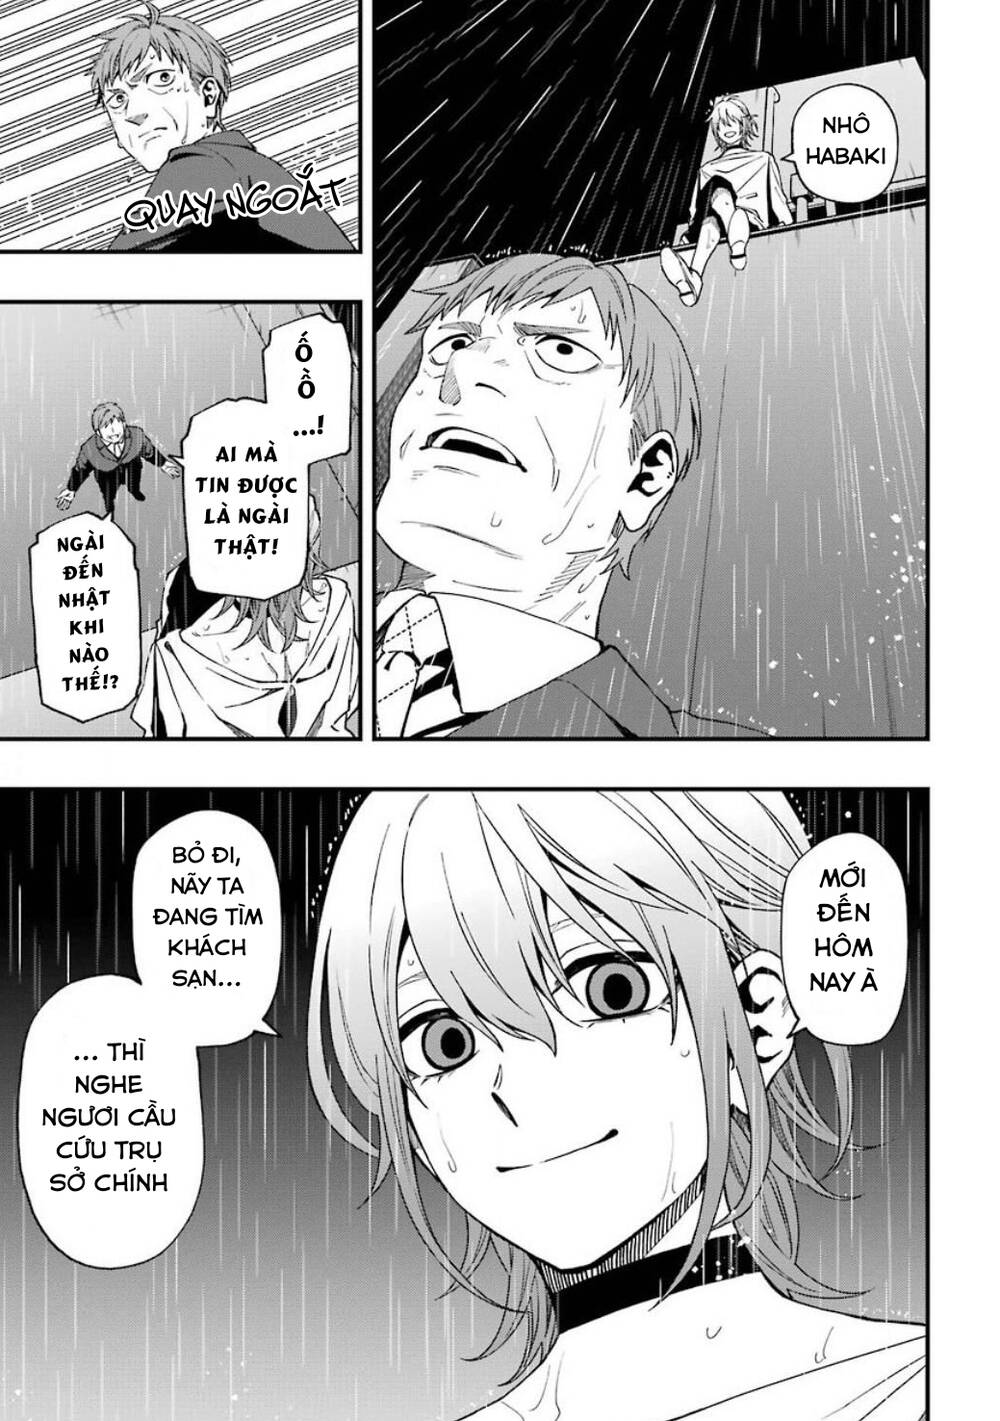 NHÔ
HABAKI
QUAY NGOẮT
Ố
Ồ
...!
AI MÀ
TIN ĐƯỢC
LÀ NGÀI
THẬT!
NGÀI
ĐẾN
NHẬT
KHI
NÀO
THẾ!?
MỚI
ĐẾN
HÔM
NAY À
BỎ ĐI,
NÃY TA
ĐANG TÌM
KHÁCH
SẠN...
... THÌ
NGHE
NGƯƠI CẦU
CỨU TRỤ
SỞ CHÍNH